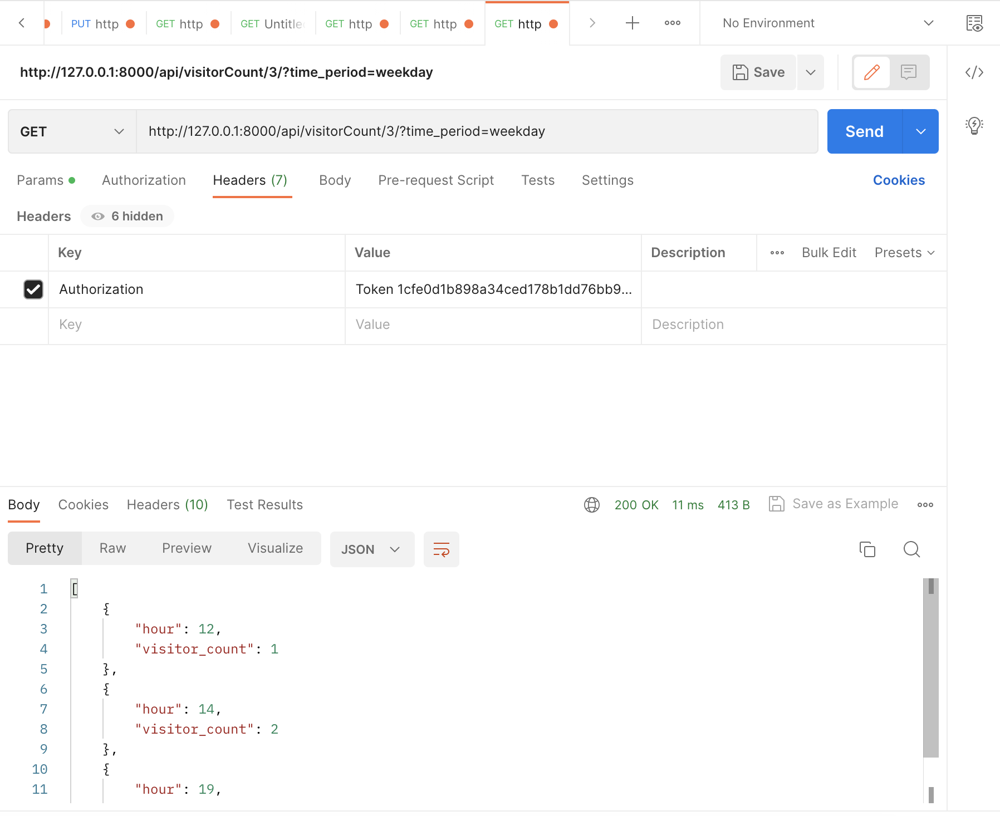 PUT http GET http GET Untitle GET http GET http GET http No Environment
http://127.0.0.1:8000/api/visitorCount/3/?time_period=weekday Save
GET http://127.0.0.1:8000/api/visitorCount/3/?time_period=weekday Send
Params Authorization Headers (7) Body Pre-request Script Tests Settings Cookies
Headers 6 hidden
Key Value Description Bulk Edit Presets
Authorization Token 1cfe0d1b898a34ced178b1dd76bb9...
Key Value Description
Body Cookies Headers (10) Test Results 200 OK 11 ms 413 B Save as Example
Pretty Raw Preview Visualize JSON
1 [
2 {
3 "hour": 12,
4 "visitor_count": 1
5 },
6 {
7 "hour": 14,
8 "visitor_count": 2
9 },
10 {
11 "hour": 19,